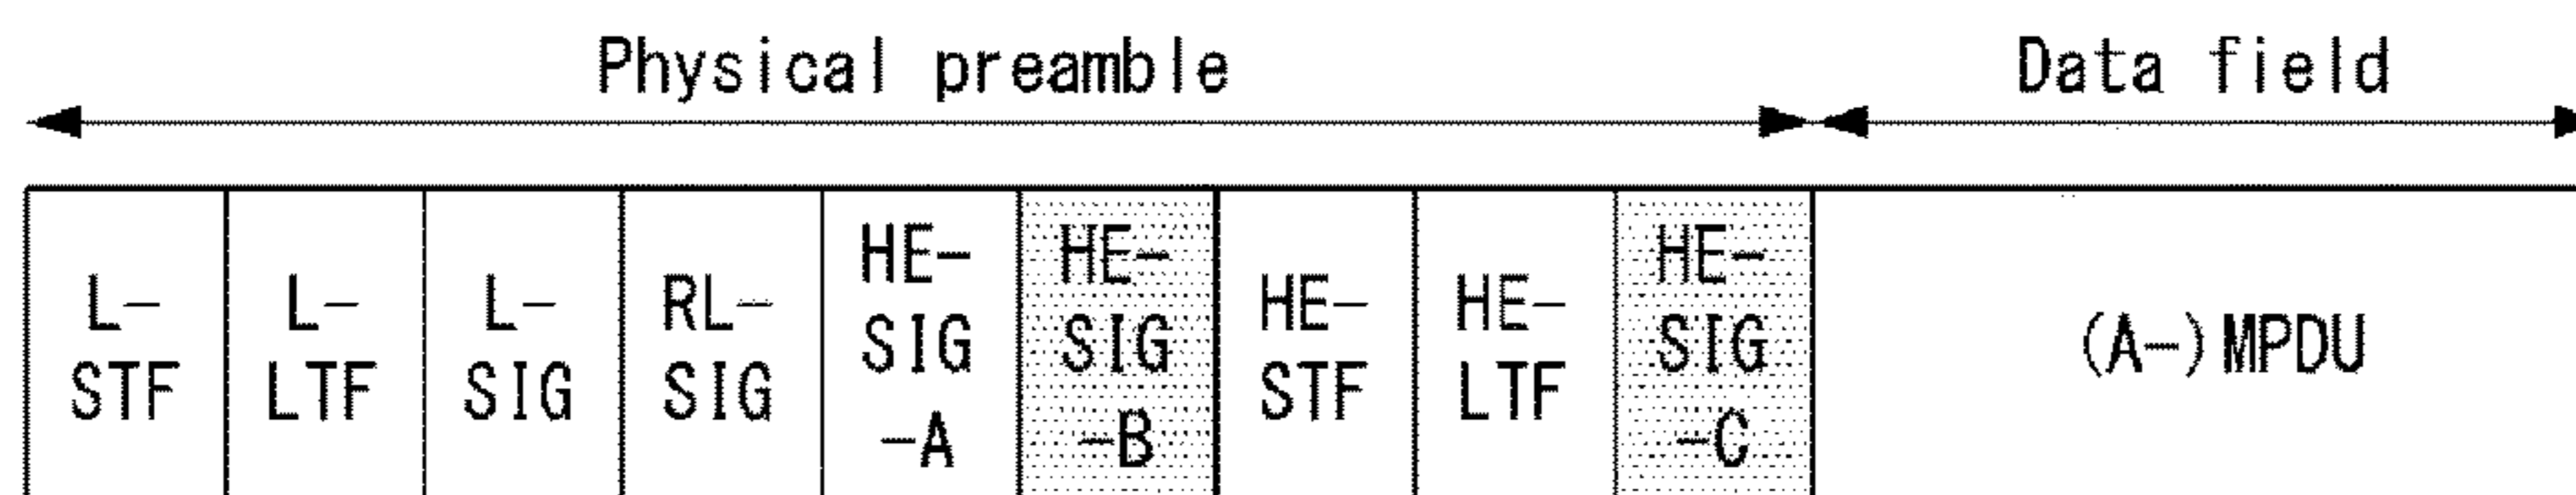 Physical preamble
Data field
L-
STF
L-
LTF
L-
SIG
RL-
SIG
HE-
SIG
-A
HE-
SIG
-B
HE-
STF
HE-
LTF
HE-
SIG
-C
(A-)MPDU